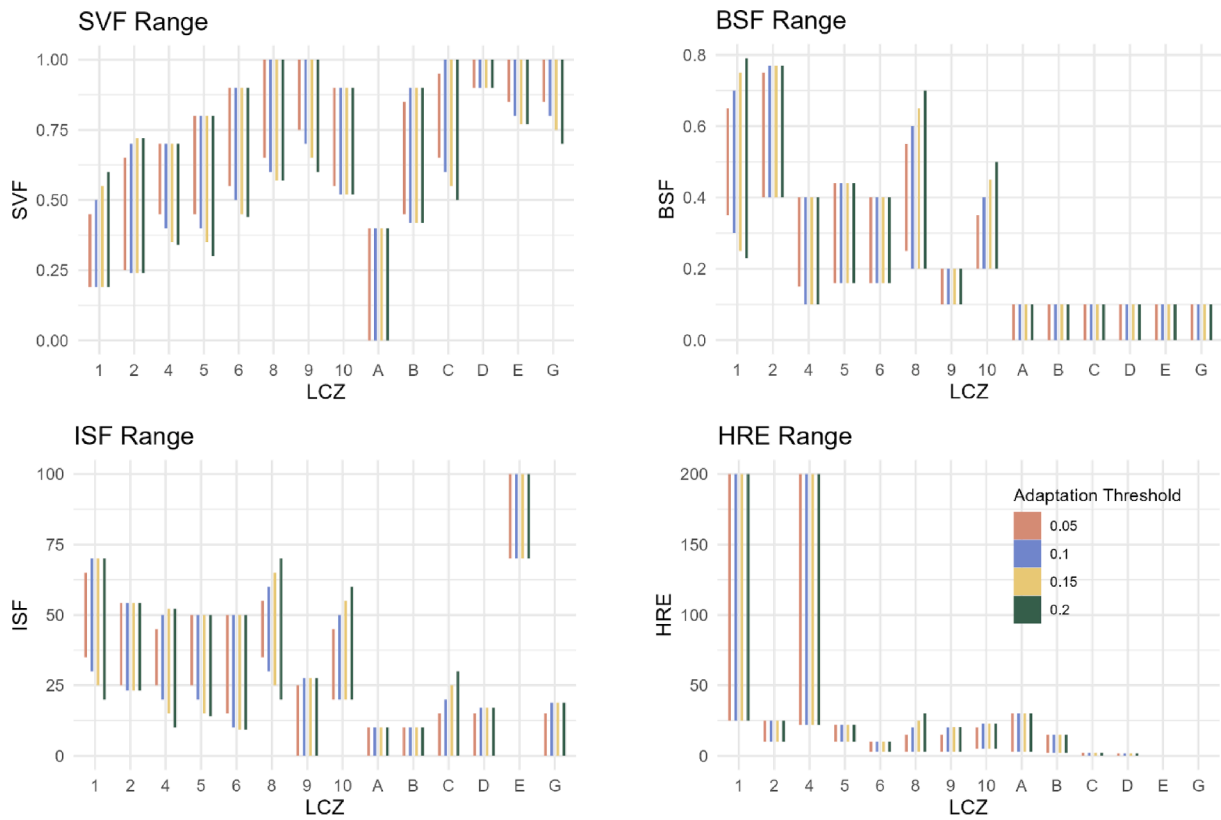 SVF Range
1.00
0.75
0.50
0.25
0.00
SVF
1 2 4 5 6 8 9 10 A B C D E G
LCZ
BSF Range
0.8
0.6
0.4
0.2
0.0
BSF
1 2 4 5 6 8 9 10 A B C D E G
LCZ
ISF Range
100
75
50
25
0
ISF
1 2 4 5 6 8 9 10 A B C D E G
LCZ
HRE Range
200
150
100
50
0
HRE
Adaptation Threshold
0.05
0.1
0.15
0.2
1 2 4 5 6 8 9 10 A B C D E G
LCZ